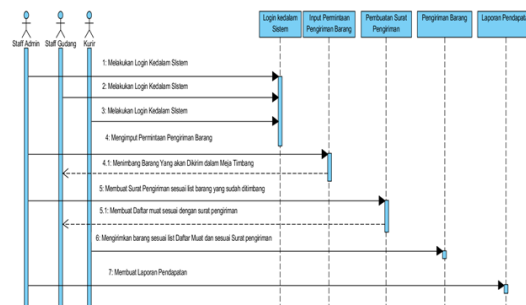 Login kedalam
Sistem
Input Permintaan
Pengiriman Barang
Pembuatan Surat
Pengiriman
Pengiriman Barang
Laporan Pendapata
Staff Admin
Staff Gudang
Kurir
1: Melakukan Login Kedalam SIstem
2: Melakukan Login Kedalam SIstem
3: Melakukan Login Kedalam SIstem
4: Mengimput Permintaan Pengiriman Barang
4.1: Menimbang Barang Yang akan Dikirim dalam Meja Timbang
5: Membuat Surat Pengiriman sesuai list barang yang sudah ditimbang
5.1: Membuat Daftar muat sesuai dengan surat pengiriman
6: Mengirimkan barang sesuai list Daftar Muat dan sesuai Surat pengiriman
7: Membuat Laporan Pendapatan